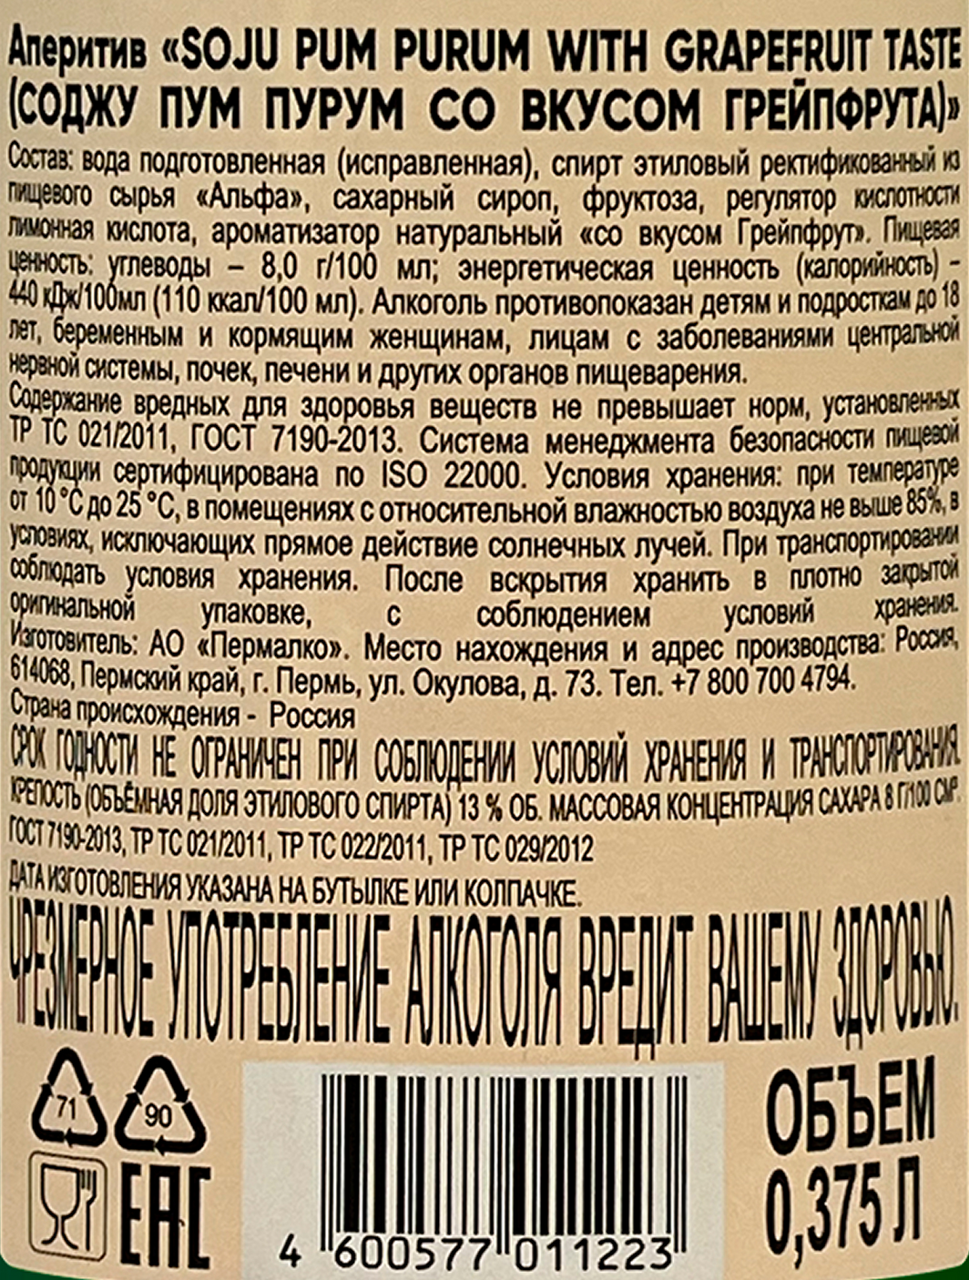 Аперитив «SOJU PUM PURUM WITH GRAPEFRUIT TASTE
(СОДЖУ ПУМ ПУРУМ СО ВКУСОМ ГРЕЙПФРУТА)»
Состав: вода подготовленная (исправленная), спирт этиловый ректификованный из
пищевого сырья «Альфа», сахарный сироп, фруктоза, регулятор кислотности
лимонная кислота, ароматизатор натуральный «со вкусом Грейпфрут». Пищевая
ценность: углеводы – 8,0 г/100 мл; энергетическая ценность (калорийность) –
440 кДж/100мл (110 ккал/100 мл). Алкоголь противопоказан детям и подросткам до 18
лет, беременным и кормящим женщинам, лицам с заболеваниями центральной
нервной системы, почек, печени и других органов пищеварения.
Содержание вредных для здоровья веществ не превышает норм, установленных
ТР ТС 021/2011, ГОСТ 7190-2013. Система менеджмента безопасности пищевой
продукции сертифицирована по ISO 22000. Условия хранения: при температуре
от 10 °С до 25 °С, в помещениях с относительной влажностью воздуха не выше 85%, в
условиях, исключающих прямое действие солнечных лучей. При транспортировании
соблюдать условия хранения. После вскрытия хранить в плотно закрытой
оригинальной упаковке, с соблюдением условий хранения.
Изготовитель: АО «Пермалко». Место нахождения и адрес производства: Россия,
614068, Пермский край, г. Пермь, ул. Окулова, д. 73. Тел. +7 800 700 4794.
Страна происхождения - Россия
СРОК ГОДНОСТИ НЕ ОГРАНИЧЕН ПРИ СОБЛЮДЕНИИ УСЛОВИЙ ХРАНЕНИЯ И ТРАНСПОРТИРОВАНИЯ.
КРЕПОСТЬ (ОБЪЁМНАЯ ДОЛЯ ЭТИЛОВОГО СПИРТА) 13 % ОБ. МАССОВАЯ КОНЦЕНТРАЦИЯ САХАРА 8 Г/100 СМ³.
ГОСТ 7190-2013, ТР ТС 021/2011, ТР ТС 022/2011, ТР ТС 029/2012
ДАТА ИЗГОТОВЛЕНИЯ УКАЗАНА НА БУТЫЛКЕ ИЛИ КОЛПАЧКЕ.
ЧРЕЗМЕРНОЕ УПОТРЕБЛЕНИЕ АЛКОГОЛЯ ВРЕДИТ ВАШЕМУ ЗДОРОВЬЮ.
71 90
EAC
4 600577 011223
ОБЪЕМ
0,375 Л